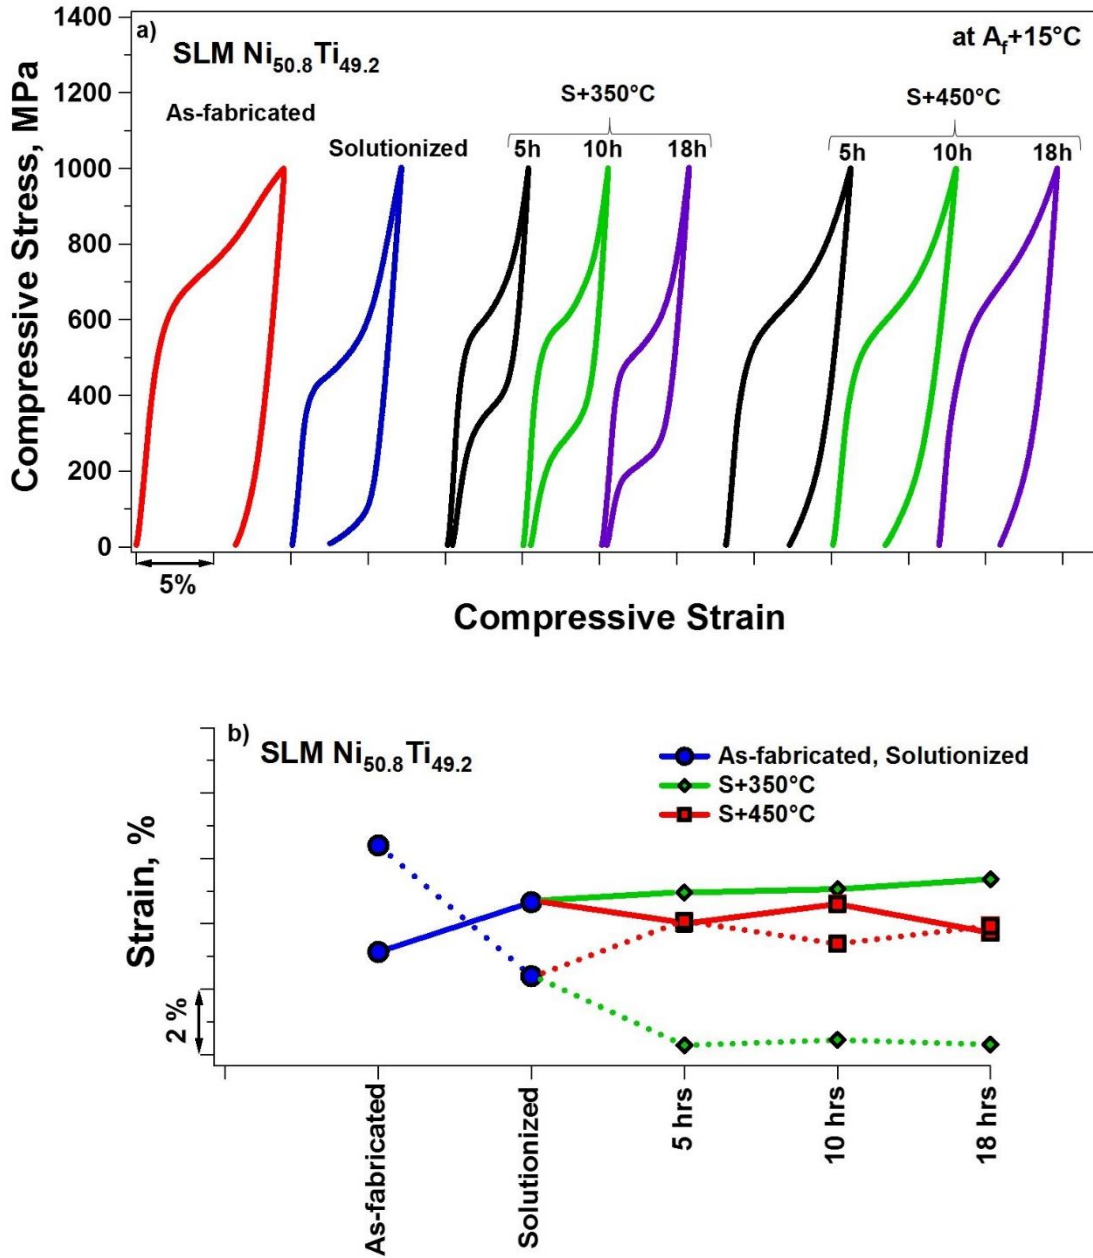 a)
SLM Ni50.8Ti49.2
at Af+15°C
As-fabricated
Solutionized
S+350°C
5h 10h 18h
S+450°C
5h 10h 18h
1400
1200
1000
800
600
400
200
0
Compressive Stress, MPa
5%
Compressive Strain
b)
SLM Ni50.8Ti49.2
As-fabricated, Solutionized
S+350°C
S+450°C
Strain, %
2 %
As-fabricated
Solutionized
5 hrs
10 hrs
18 hrs